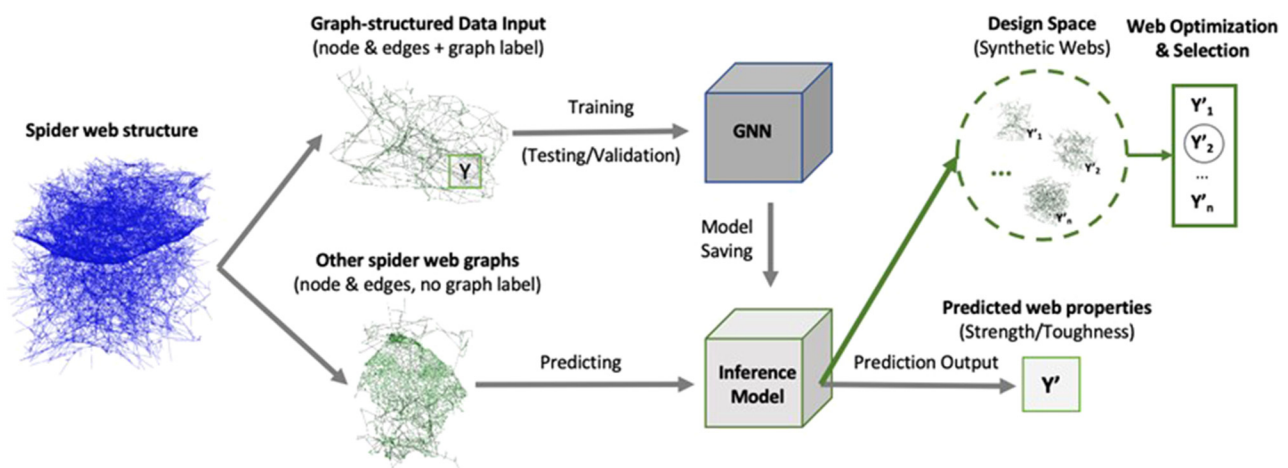 Graph-structured Data Input
(node & edges + graph label)
Design Space
(Synthetic Webs)
Web Optimization
& Selection
Spider web structure
Training
(Testing/Validation)
GNN
Y
Y'1
Y'2
...
Y'n
Y'1
Y'2
...
Y'n
Model
Saving
Other spider web graphs
(node & edges, no graph label)
Predicting
Inference
Model
Predicted web properties
(Strength/Toughness)
Prediction Output
Y'